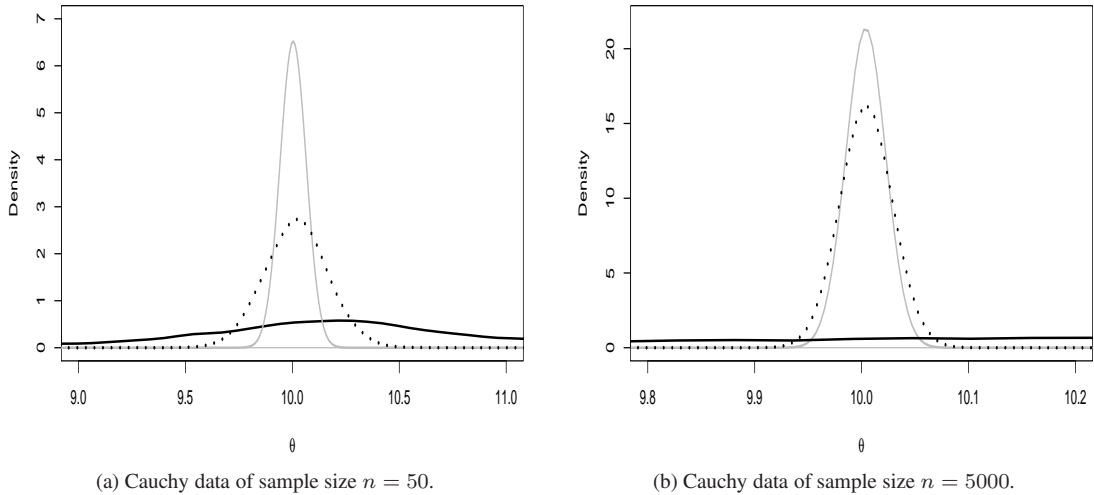 Density
7
6
5
4
3
2
1
0
9.0 9.5 10.0 10.5 11.0
θ
(a) Cauchy data of sample size n = 50.
Density
20
15
10
5
0
9.8 9.9 10.0 10.1 10.2
θ
(b) Cauchy data of sample size n = 5000.